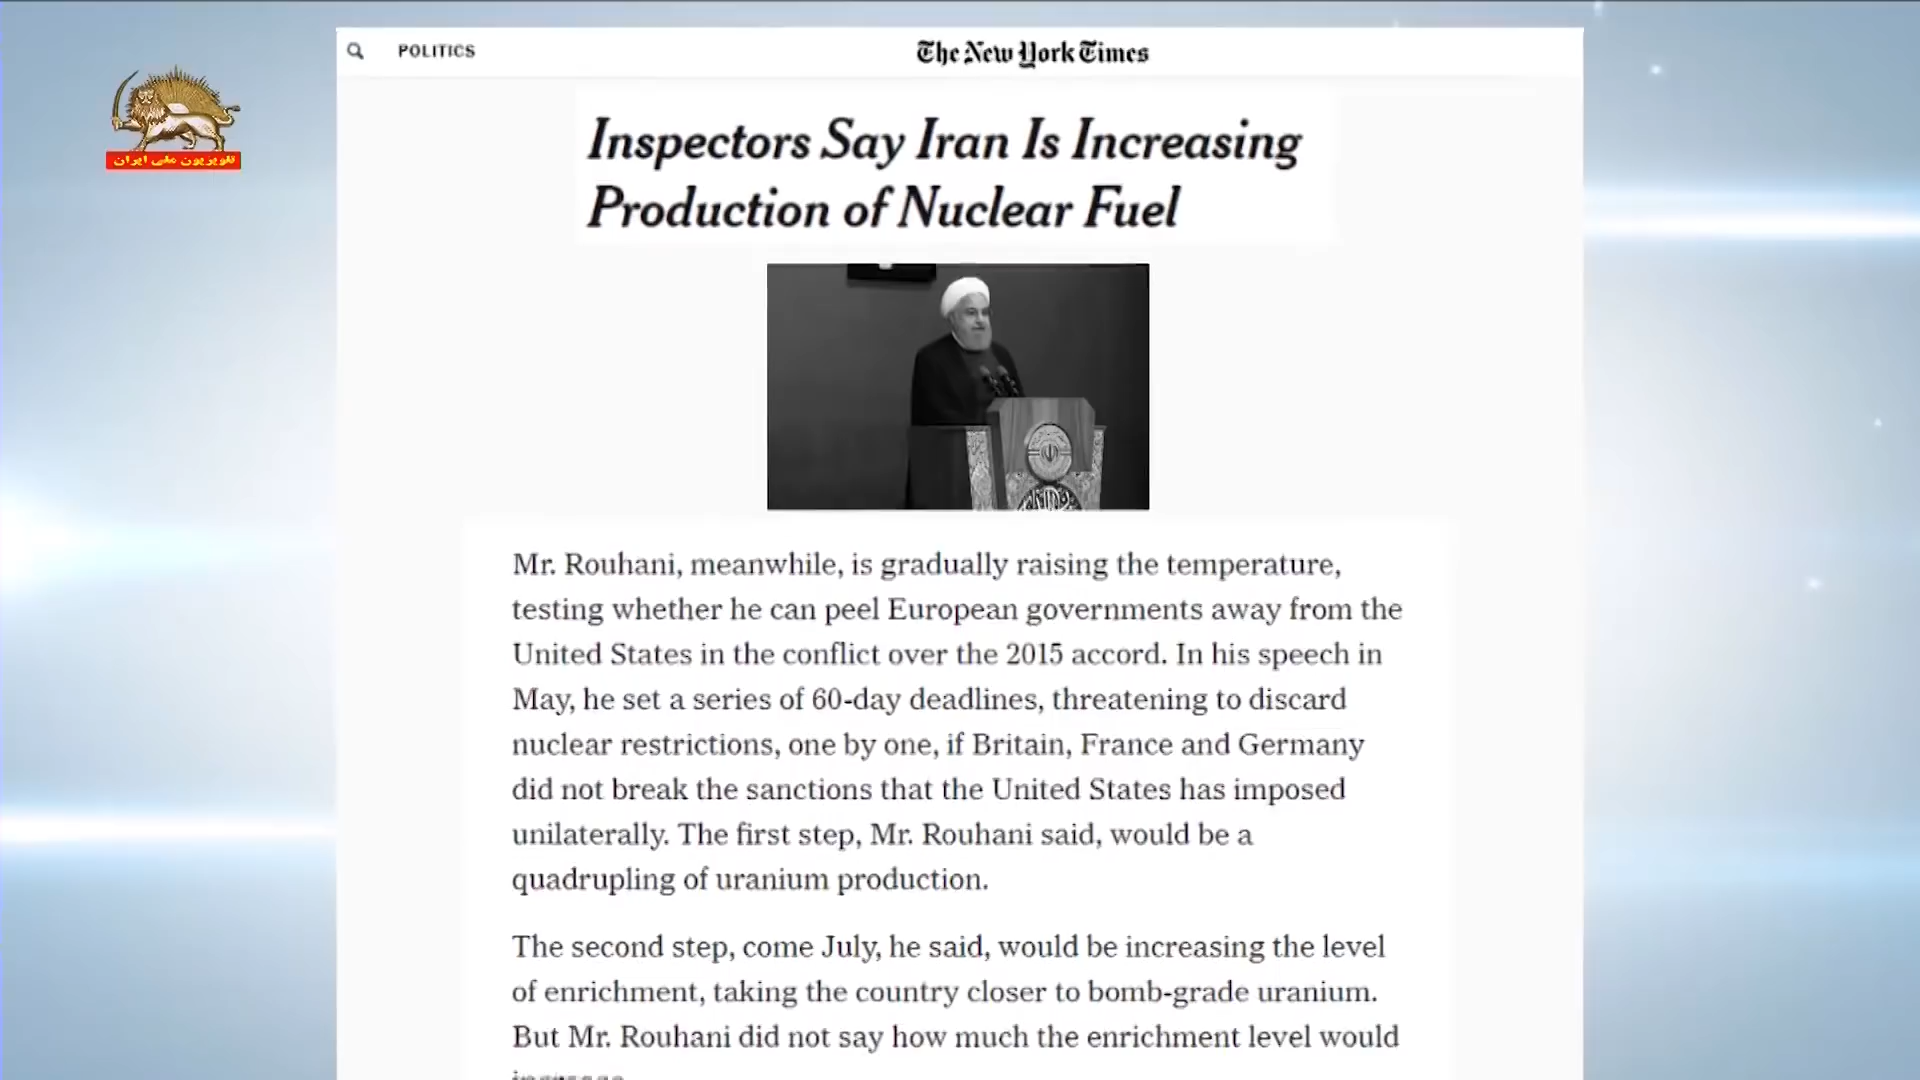 POLITICS
The New York Times
تلویزیون ملی ایران
Inspectors Say Iran Is Increasing
Production of Nuclear Fuel
Mr. Rouhani, meanwhile, is gradually raising the temperature,
testing whether he can peel European governments away from the
United States in the conflict over the 2015 accord. In his speech in
May, he set a series of 60-day deadlines, threatening to discard
nuclear restrictions, one by one, if Britain, France and Germany
did not break the sanctions that the United States has imposed
unilaterally. The first step, Mr. Rouhani said, would be a
quadrupling of uranium production.
The second step, come July, he said, would be increasing the level
of enrichment, taking the country closer to bomb-grade uranium.
But Mr. Rouhani did not say how much the enrichment level would